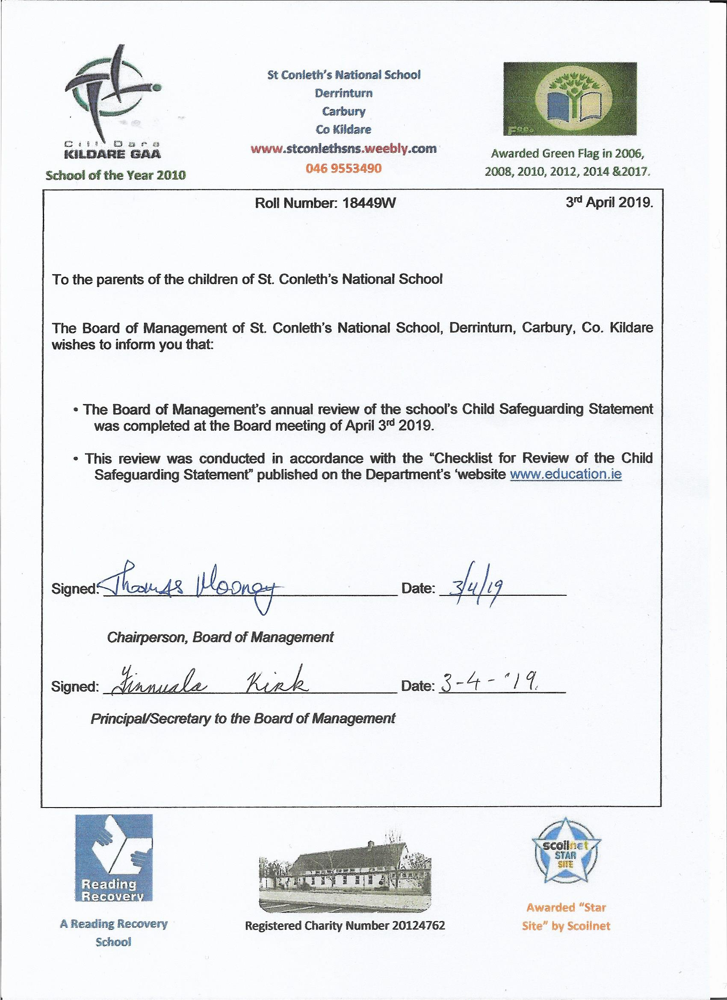 Cill Dara
KILDARE GAA
School of the Year 2010
St Conleth's National School
Derrinturn
Carbury
Co Kildare
www.stconlethsns.weebly.com
046 9553490
Fee.
Awarded Green Flag in 2006,
2008, 2010, 2012, 2014 &2017.
Roll Number: 18449W 3rd April 2019.
To the parents of the children of St. Conleth's National School
The Board of Management of St. Conleth's National School, Derrinturn, Carbury, Co. Kildare
wishes to inform you that:
• The Board of Management's annual review of the school's Child Safeguarding Statement
was completed at the Board meeting of April 3rd 2019.
• This review was conducted in accordance with the “Checklist for Review of the Child
Safeguarding Statement” published on the Department's ‘website www.education.ie
Signed: Thomas Mooney Date: 3/4/19
Chairperson, Board of Management
Signed: Finnuala Kirk Date: 3-4-'19.
Principal/Secretary to the Board of Management
Reading
Recovery
A Reading Recovery
School
Registered Charity Number 20124762
scoilnet
STAR
SITE
Awarded “Star
Site” by Scoilnet